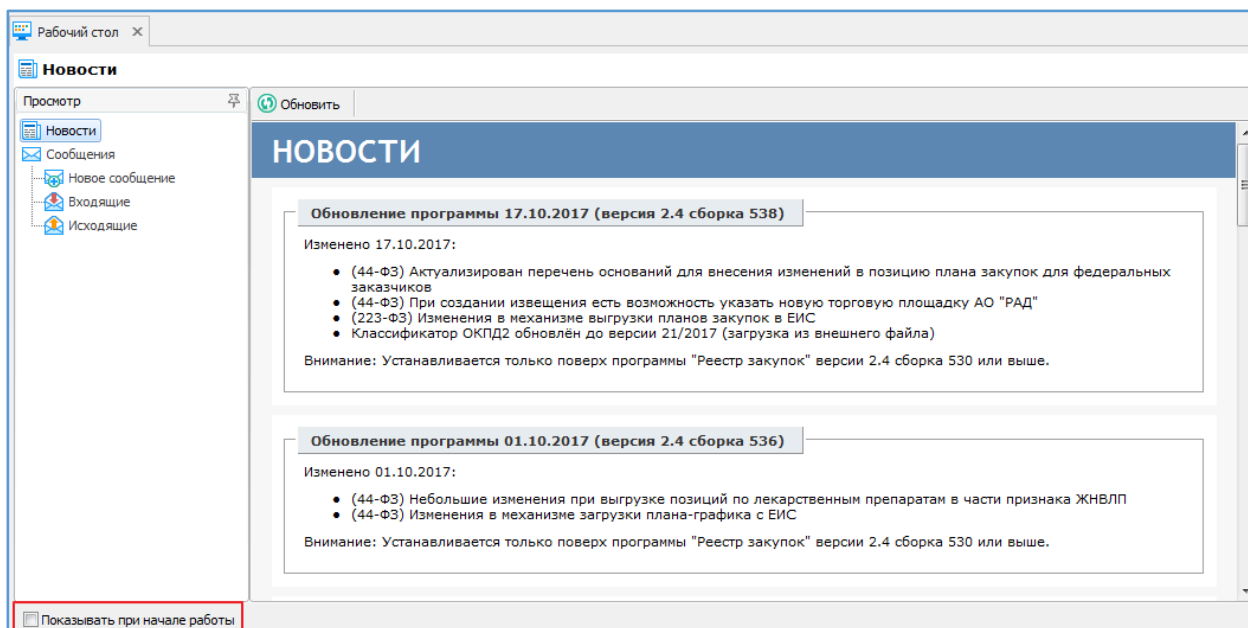 Рабочий стол
Новости
Просмотр
Обновить
Новости
Сообщения
Новое сообщение
Входящие
Исходящие
НОВОСТИ
Обновление программы 17.10.2017 (версия 2.4 сборка 538)
Изменено 17.10.2017:
• (44-ФЗ) Актуализирован перечень оснований для внесения изменений в позицию плана закупок для федеральных
заказчиков
• (44-ФЗ) При создании извещения есть возможность указать новую торговую площадку АО "РАД"
• (223-ФЗ) Изменения в механизме выгрузки планов закупок в ЕИС
• Классификатор ОКПД2 обновлён до версии 21/2017 (загрузка из внешнего файла)
Внимание: Устанавливается только поверх программы "Реестр закупок" версии 2.4 сборка 530 или выше.
Обновление программы 01.10.2017 (версия 2.4 сборка 536)
Изменено 01.10.2017:
• (44-ФЗ) Небольшие изменения при выгрузке позиций по лекарственным препаратам в части признака ЖНВЛП
• (44-ФЗ) Изменения в механизме загрузки плана-графика с ЕИС
Внимание: Устанавливается только поверх программы "Реестр закупок" версии 2.4 сборка 530 или выше.
Показывать при начале работы